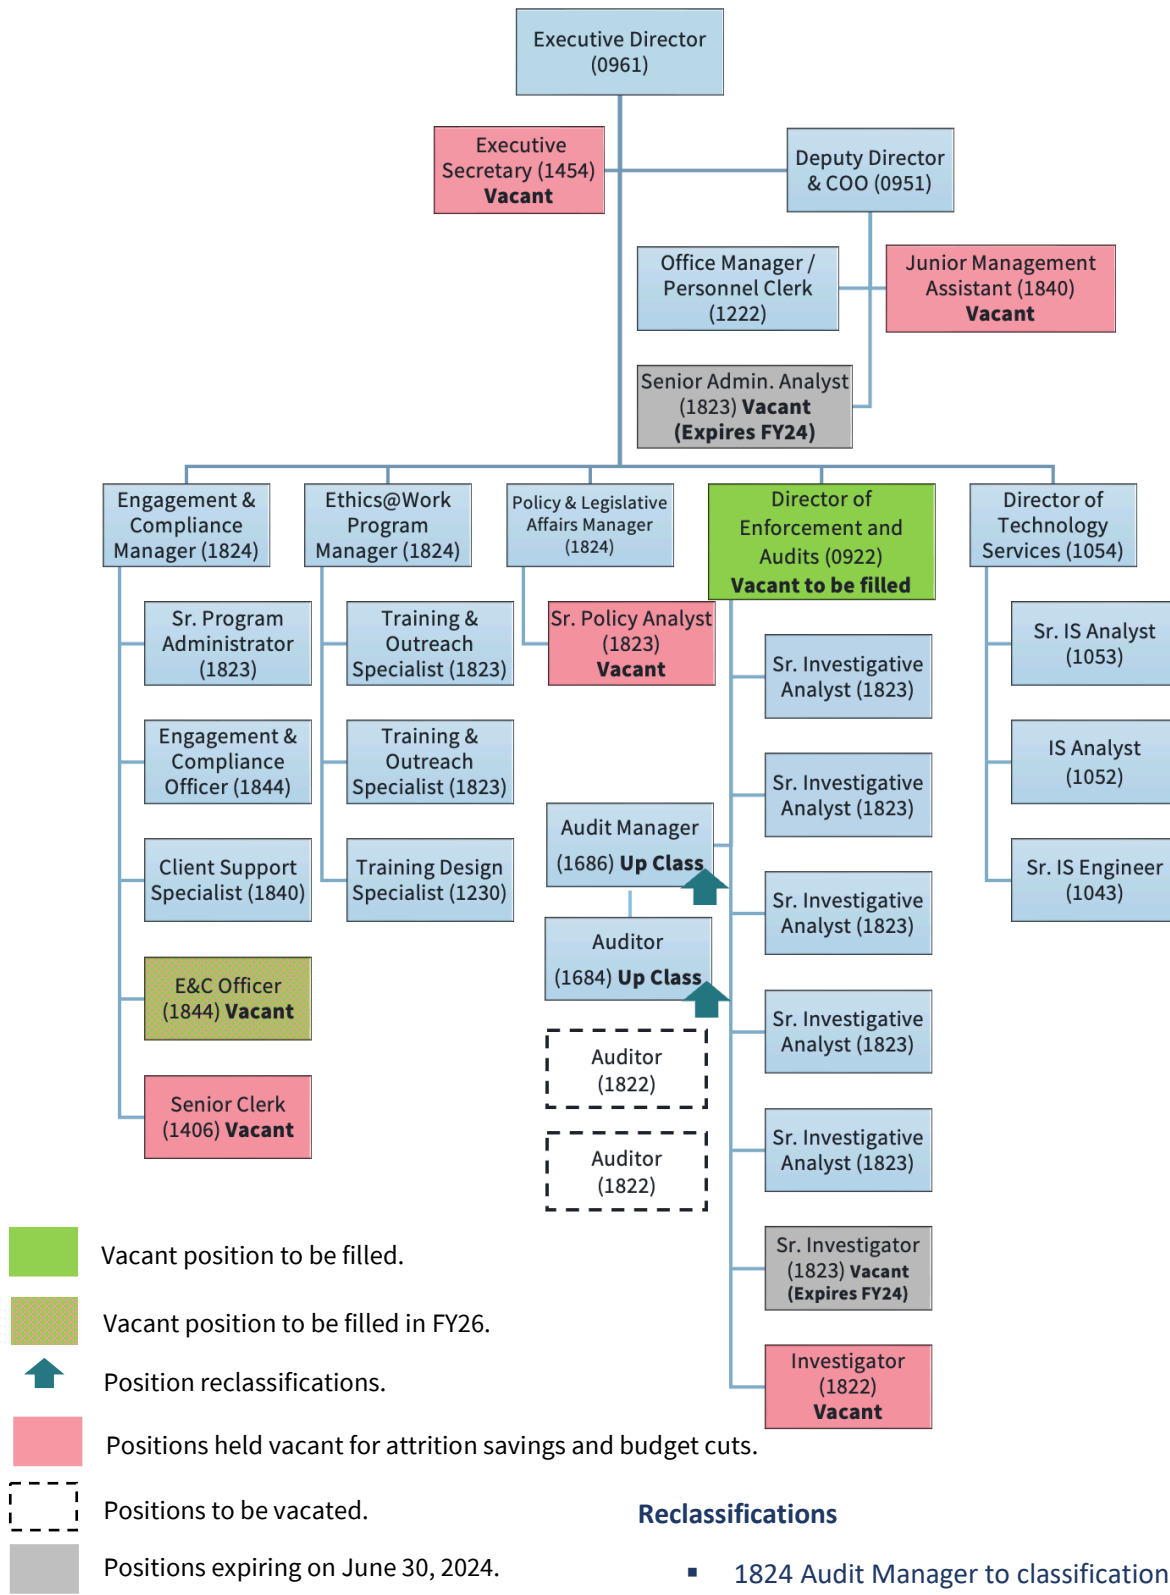 Executive Director
(0961)
Executive
Secretary (1454)
Vacant
Deputy Director
& COO (0951)
Office Manager /
Personnel Clerk
(1222)
Junior Management
Assistant (1840)
Vacant
Senior Admin. Analyst
(1823) Vacant
(Expires FY24)
Engagement &
Compliance
Manager (1824)
Ethics@Work
Program
Manager (1824)
Policy & Legislative
Affairs Manager
(1824)
Director of
Enforcement and
Audits (0922)
Vacant to be filled
Director of
Technology
Services (1054)
Sr. Program
Administrator
(1823)
Engagement &
Compliance
Officer (1844)
Client Support
Specialist (1840)
E&C Officer
(1844) Vacant
Senior Clerk
(1406) Vacant
Training &
Outreach
Specialist (1823)
Training &
Outreach
Specialist (1823)
Training Design
Specialist (1230)
Sr. Policy Analyst
(1823)
Vacant
Audit Manager
(1686) Up Class
Auditor
(1684) Up Class
Auditor
(1822)
Auditor
(1822)
Sr. Investigative
Analyst (1823)
Sr. Investigative
Analyst (1823)
Sr. Investigative
Analyst (1823)
Sr. Investigative
Analyst (1823)
Sr. Investigative
Analyst (1823)
Sr. Investigator
(1823) Vacant
(Expires FY24)
Investigator
(1822)
Vacant
Sr. IS Analyst
(1053)
IS Analyst
(1052)
Sr. IS Engineer
(1043)
Vacant position to be filled.
Vacant position to be filled in FY26.
Position reclassifications.
Positions held vacant for attrition savings and budget cuts.
Positions to be vacated.
Positions expiring on June 30, 2024.
Reclassifications
▪ 1824 Audit Manager to classification